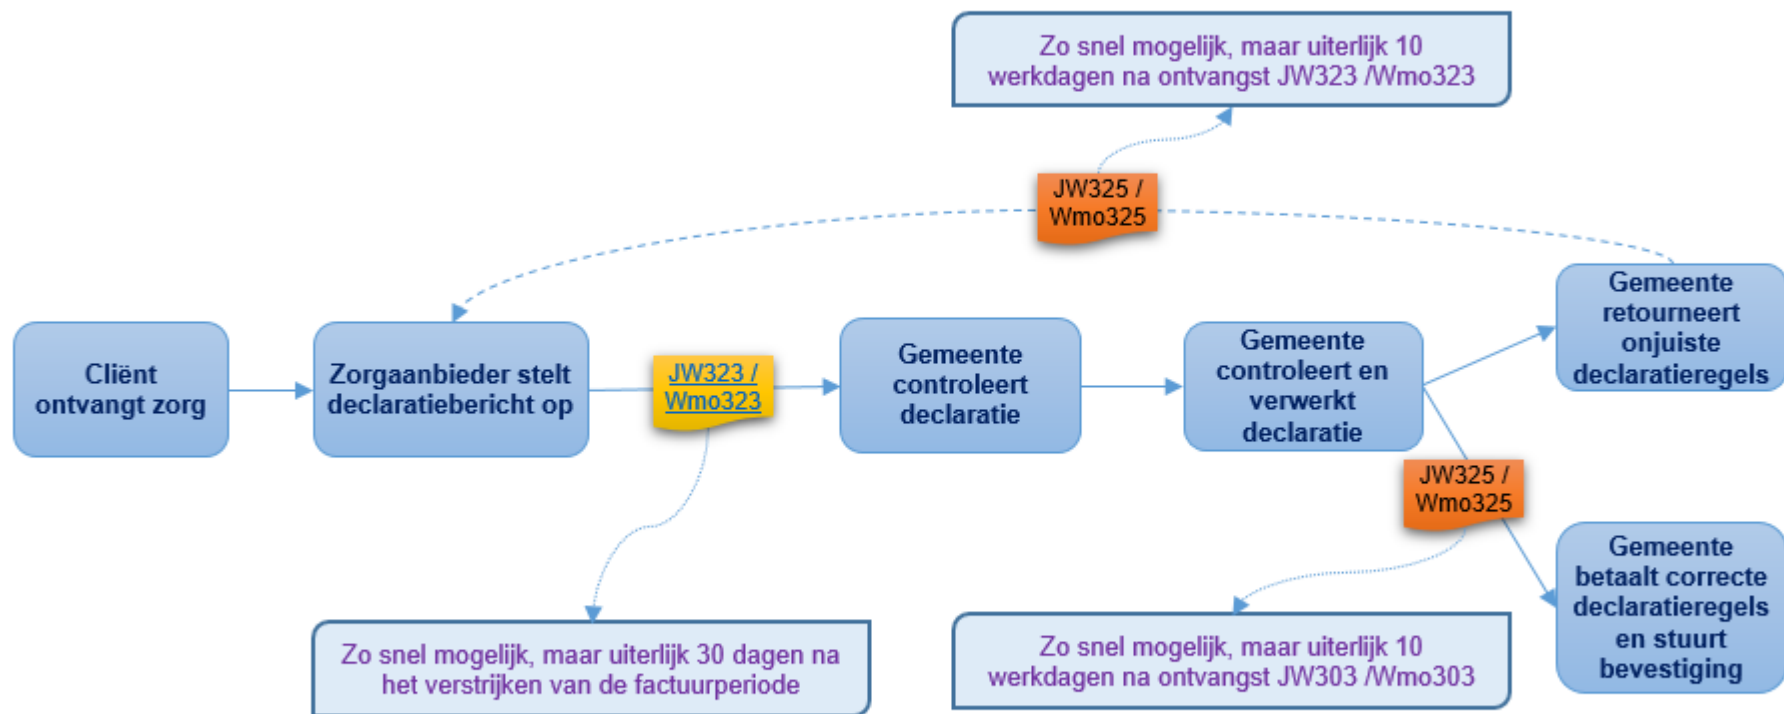 Zo snel mogelijk, maar uiterlijk 10
werkdagen na ontvangst JW323 /Wmo323
JW325 /
Wmo325
Cliënt
ontvangt zorg
Zorgaanbieder stelt
declaratiebericht op
JW323 /
Wmo323
Gemeente
controleert
declaratie
Gemeente
controleert en
verwerkt
declaratie
Gemeente
retourneert
onjuiste
declaratieregels
JW325 /
Wmo325
Gemeente
betaalt correcte
declaratieregels
en stuurt
bevestiging
Zo snel mogelijk, maar uiterlijk 30 dagen na
het verstrijken van de factuurperiode
Zo snel mogelijk, maar uiterlijk 10
werkdagen na ontvangst JW303 /Wmo303